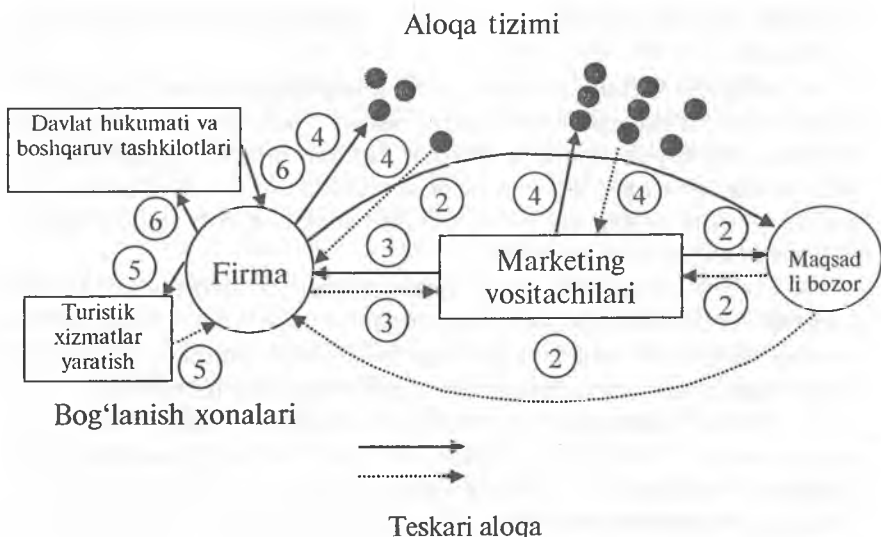 Aloqa tizimi
Davlat hukumati va
boshqaruv tashkilotlari
4
6
4
2
4
4
6
5
3
2
Firma
Marketing
vositachilari
Maqsad
li bozor
Turistik
xizmatlar
yaratish
3
2
5
2
Bog‘lanish xonalari
Teskari aloqa